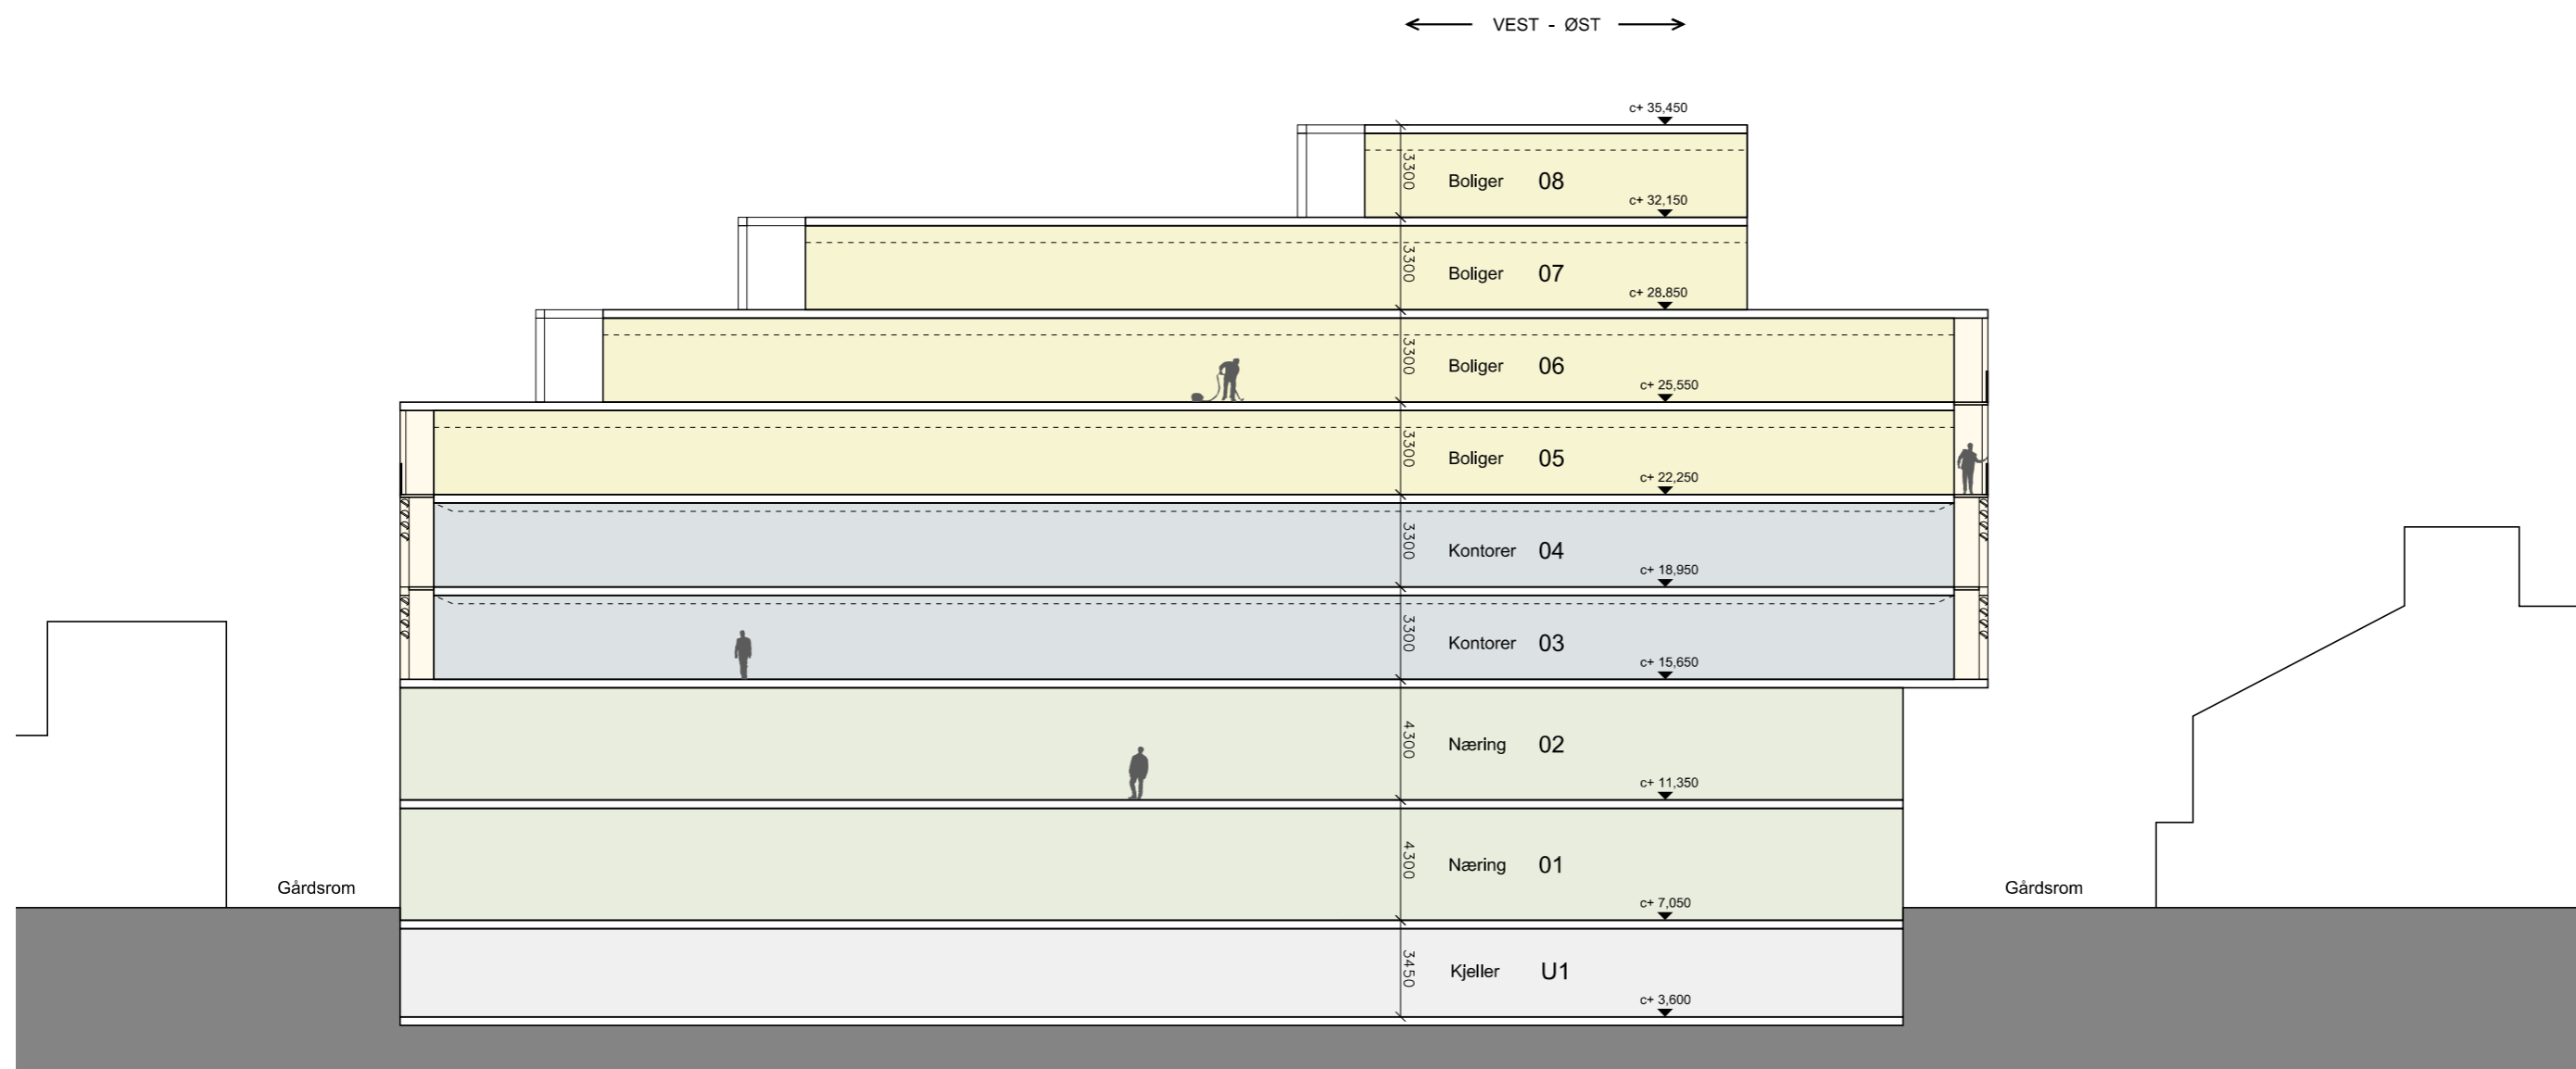 VEST - ØST
c+ 35,450
3300
Boliger 08
c+ 32,150
3300
Boliger 07
c+ 28.850
3300
Boliger 06
c+ 25,550
3300
Boliger 05
c+ 22,250
3300
Kontorer 04
c+ 18,950
3300
Kontorer 03
c+ 15,650
4300
Næring 02
c+ 11,350
4300
Næring 01
Gårdsrom
Gårdsrom
c+ 7,050
3450
Kjeller U1
c+ 3,600